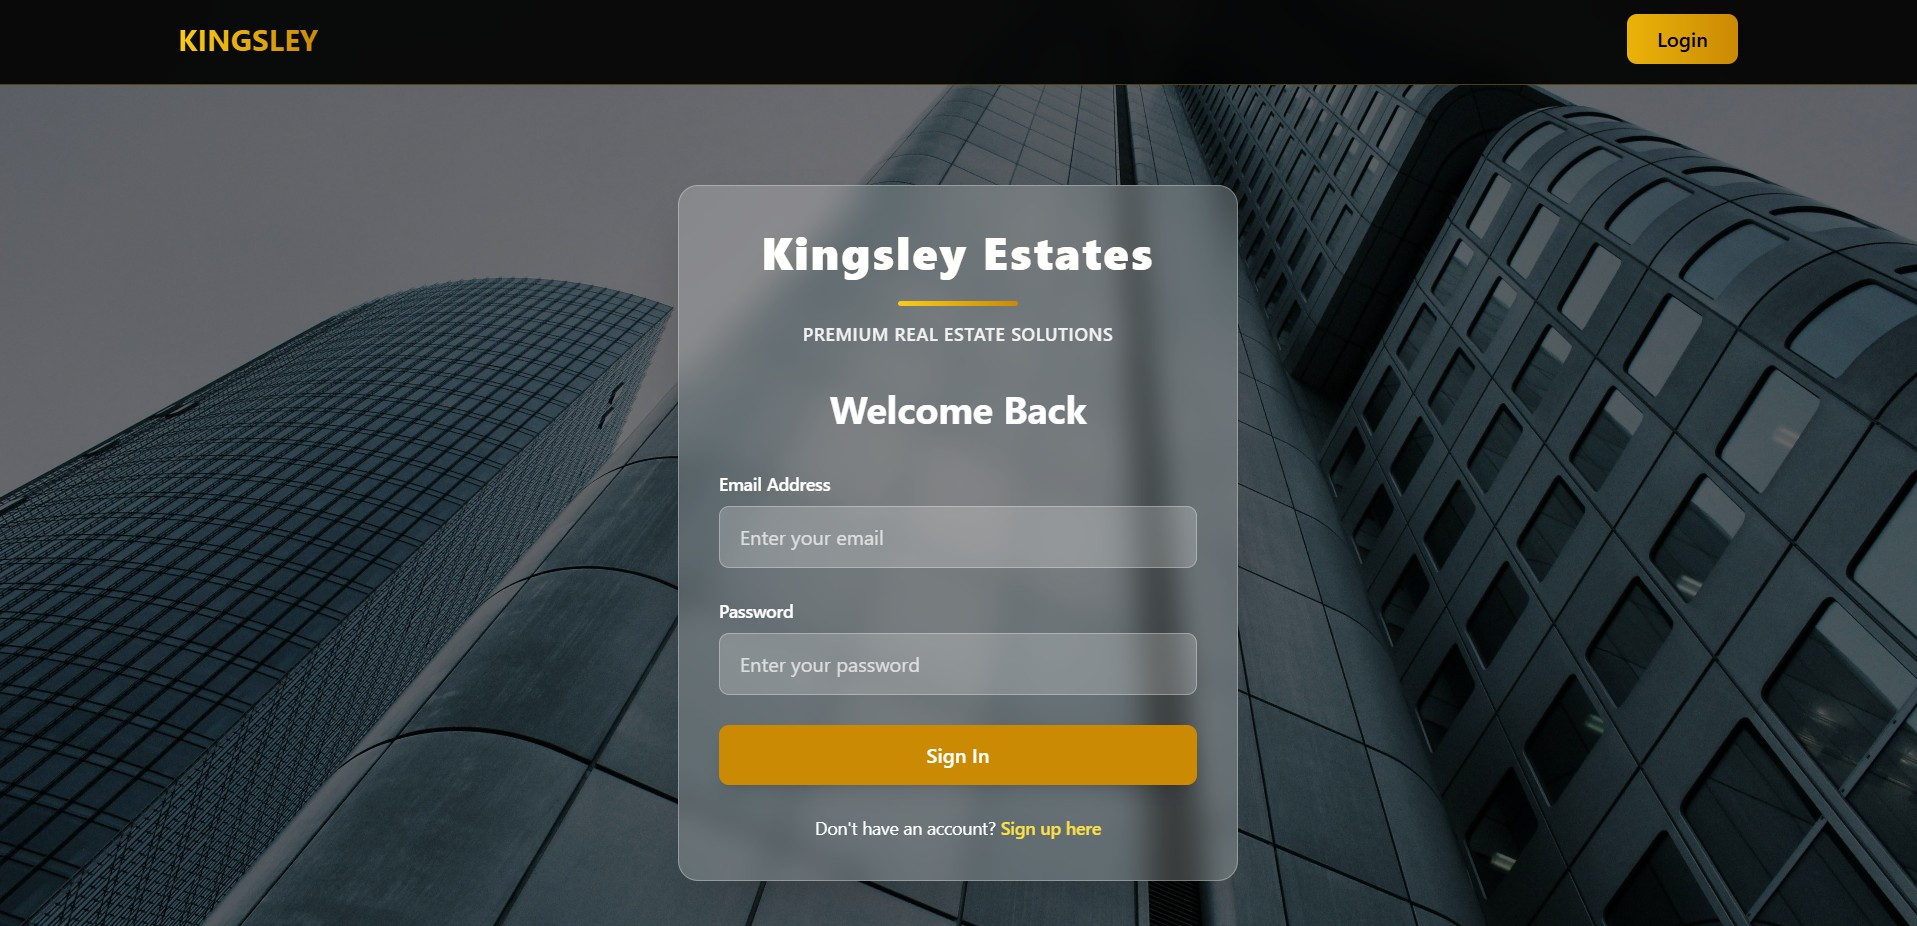 KINGSLEY
Login
Kingsley Estates
PREMIUM REAL ESTATE SOLUTIONS
Welcome Back
Email Address
Enter your email
Password
Enter your password
Sign In
Don't have an account? Sign up here